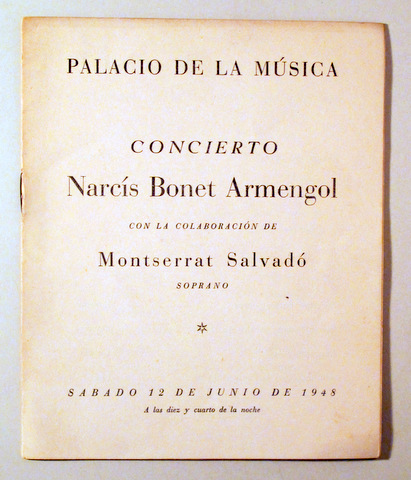 PALACIO DE LA MÚSICA
CONCIERTO
Narcís Bonet Armengol
CON LA COLABORACIÓN DE
Montserrat Salvadó
SOPRANO
SABADO 12 DE JUNIO DE 1948
A las diez y cuarto de la noche